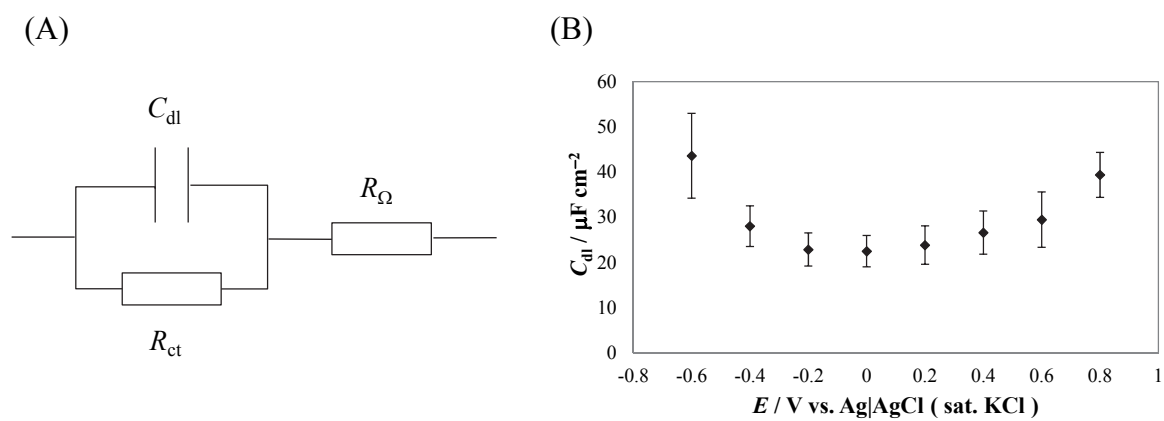 (A)
C_dl
R_Ω
R_ct
(B)
C_dl / µF cm⁻²
60
50
40
30
20
10
0
-0.8 -0.6 -0.4 -0.2 0 0.2 0.4 0.6 0.8 1
E / V vs. Ag|AgCl ( sat. KCl )